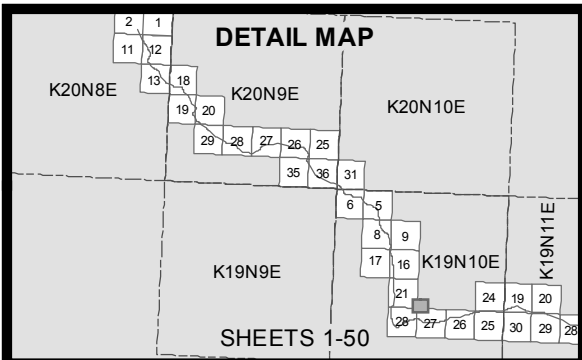 DETAIL MAP
2 1
11 12
K20N8E
13 18
K20N9E
19 20
K20N10E
29 28 27 26 25
35 36 31
6 5
K19N11E
8 9
17 16
K19N9E
K19N10E
21
24 19 20
28 27 26 25 30 29 28
SHEETS 1-50